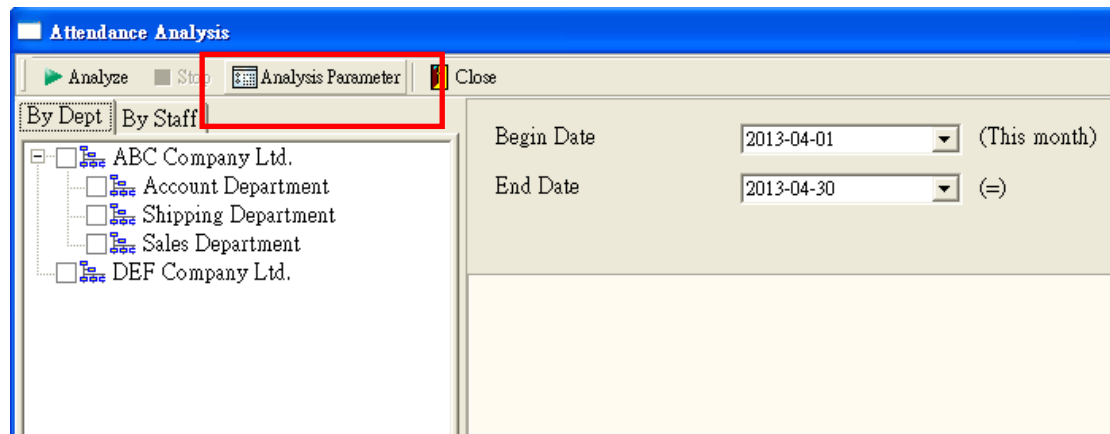 Attendance Analysis
Analyze Stop Analysis Parameter Close
By Dept By Staff
ABC Company Ltd.
Account Department
Shipping Department
Sales Department
DEF Company Ltd.
Begin Date 2013-04-01 (This month)
End Date 2013-04-30 (=)